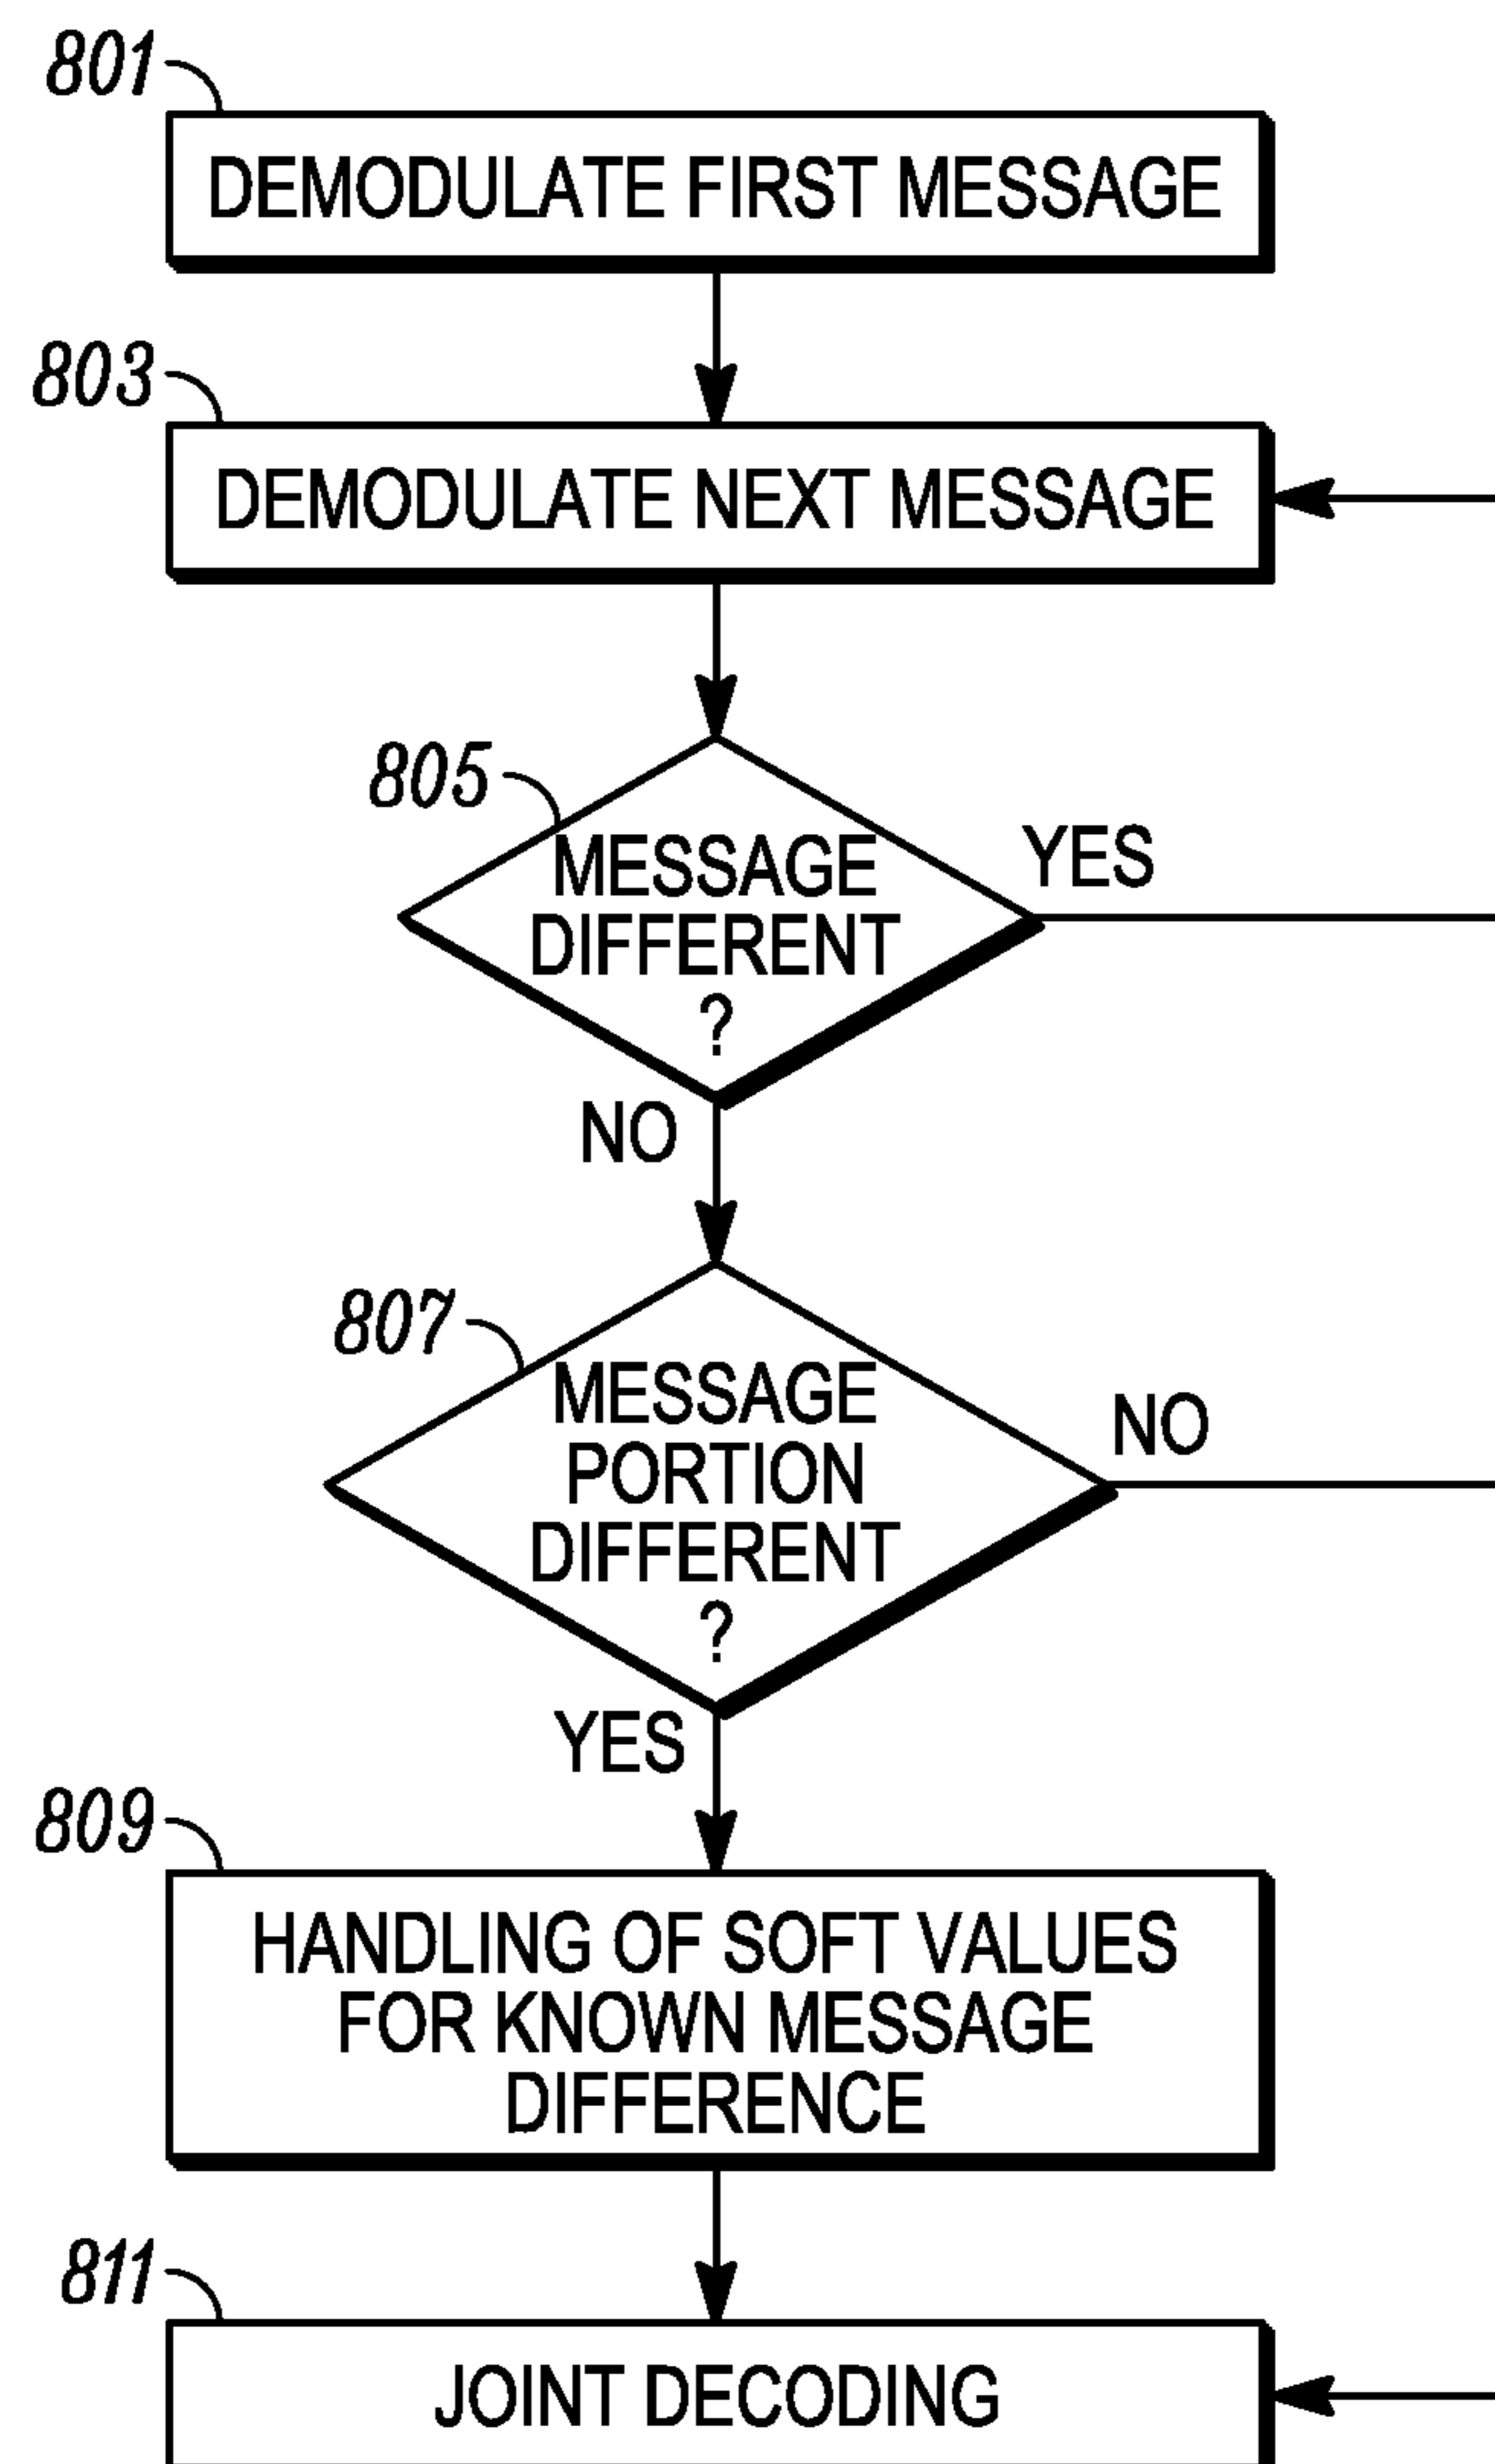 801
DEMODULATE FIRST MESSAGE
803
DEMODULATE NEXT MESSAGE
805
MESSAGE
DIFFERENT
?
YES
NO
807
MESSAGE
PORTION
DIFFERENT
?
NO
YES
809
HANDLING OF SOFT VALUES
FOR KNOWN MESSAGE
DIFFERENCE
811
JOINT DECODING